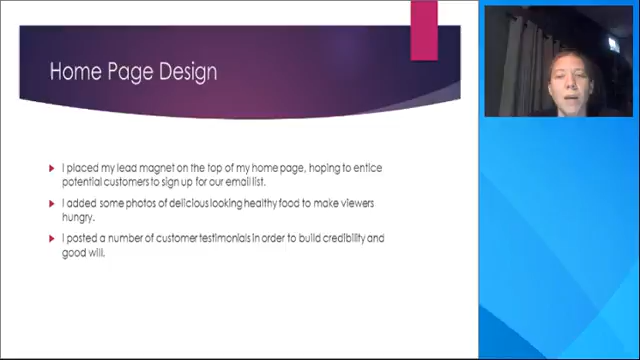 Home Page Design
I placed my lead magnet on the top of my home page, hoping to entice
potential customers to sign up for our email list.
I added some photos of delicious looking healthy food to make viewers
hungry.
I posted a number of customer testimonials in order to build credibility and
good will.